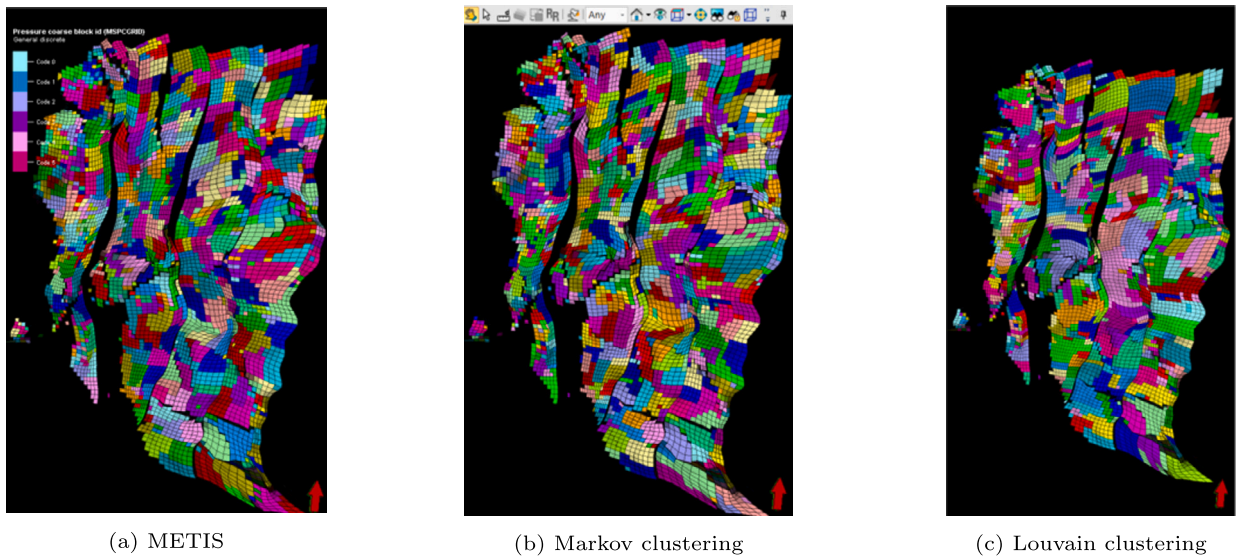 Pressure coarse block id (MSPCGRID)
General discrete
Code 0
Code 1
Code 2
Code 5
Any
(a) METIS
(b) Markov clustering
(c) Louvain clustering